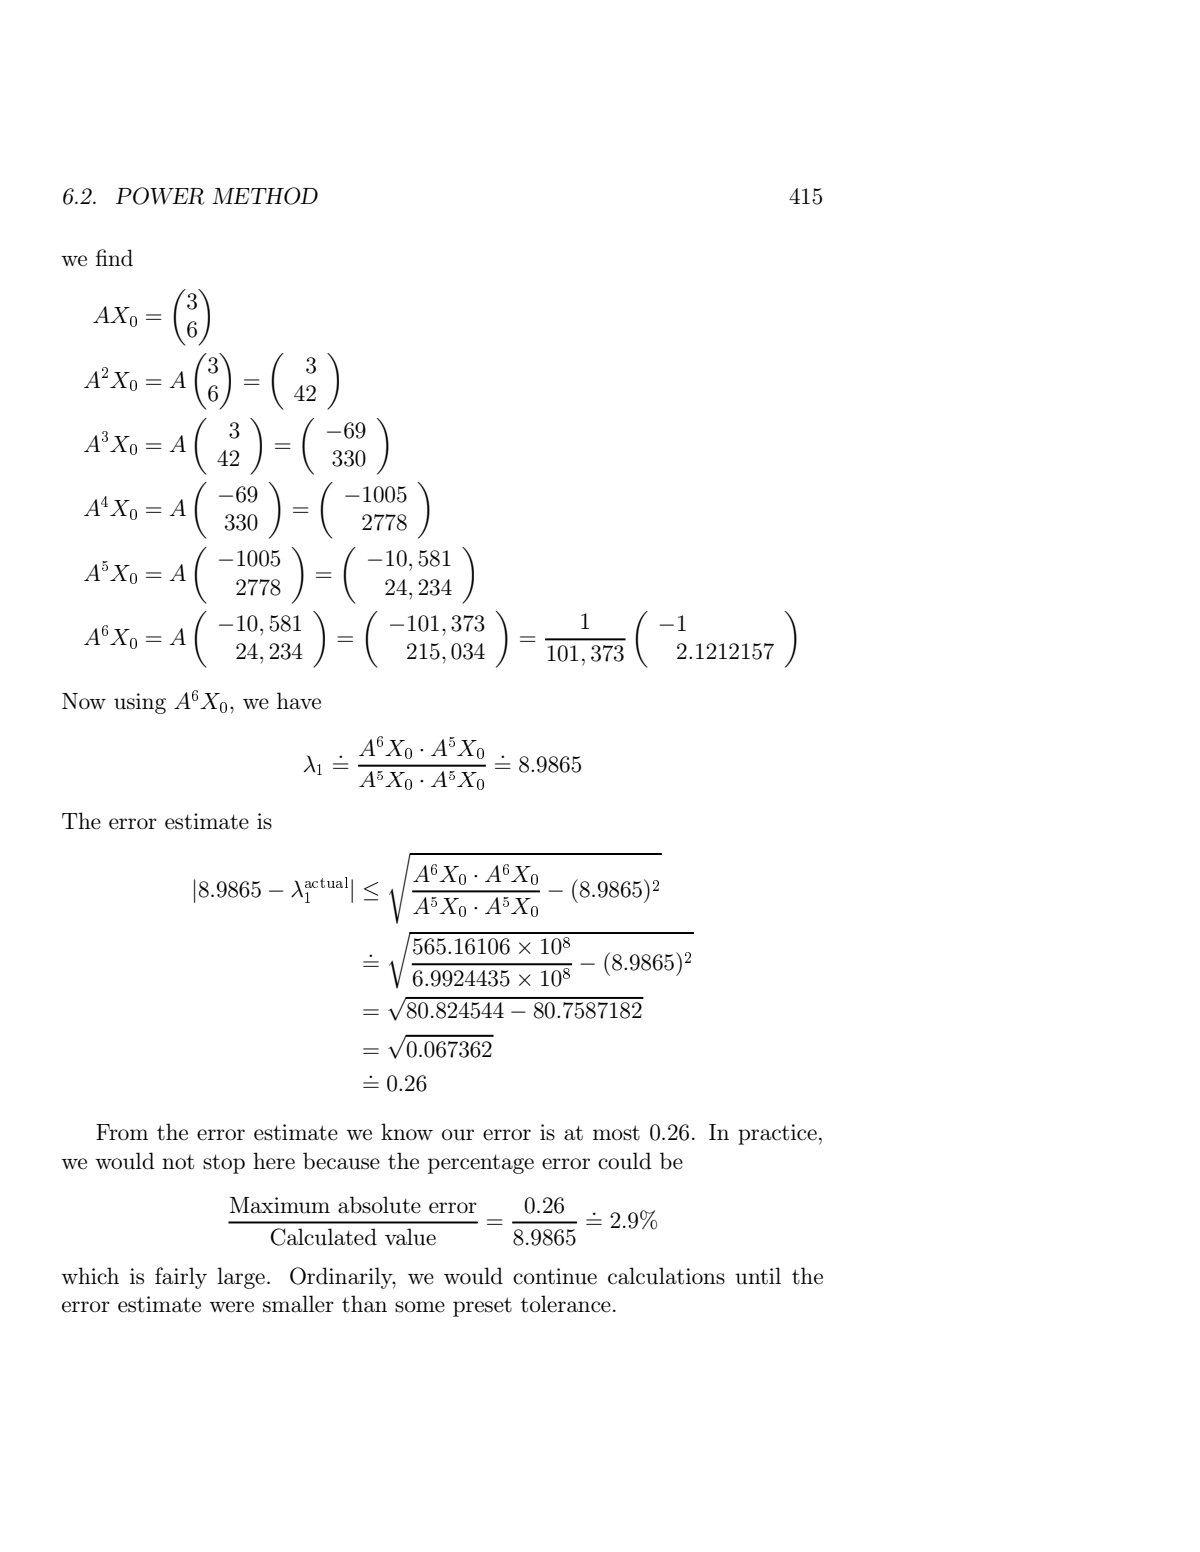 6.2. POWER METHOD 415
we find
AX₀ = (3 6)
A²X₀ = A (3 6) = (3 42)
A³X₀ = A (3 42) = (−69 330)
A⁴X₀ = A (−69 330) = (−1005 2778)
A⁵X₀ = A (−1005 2778) = (−10,581 24,234)
A⁶X₀ = A (−10,581 24,234) = (−101,373 215,034) = 1/101,373 (−1 2.1212157)
Now using A⁶X₀, we have
λ₁ ≐ (A⁶X₀ · A⁵X₀)/(A⁵X₀ · A⁵X₀) ≐ 8.9865
The error estimate is
|8.9865 − λ₁^actual| ≤ √((A⁶X₀ · A⁶X₀)/(A⁵X₀ · A⁵X₀) − (8.9865)²)
≐ √((565.16106 × 10⁸)/(6.9924435 × 10⁸) − (8.9865)²)
= √(80.824544 − 80.7587182)
= √0.067362
≐ 0.26
From the error estimate we know our error is at most 0.26. In practice,
we would not stop here because the percentage error could be
Maximum absolute error/Calculated value = 0.26/8.9865 ≐ 2.9%
which is fairly large. Ordinarily, we would continue calculations until the
error estimate were smaller than some preset tolerance.